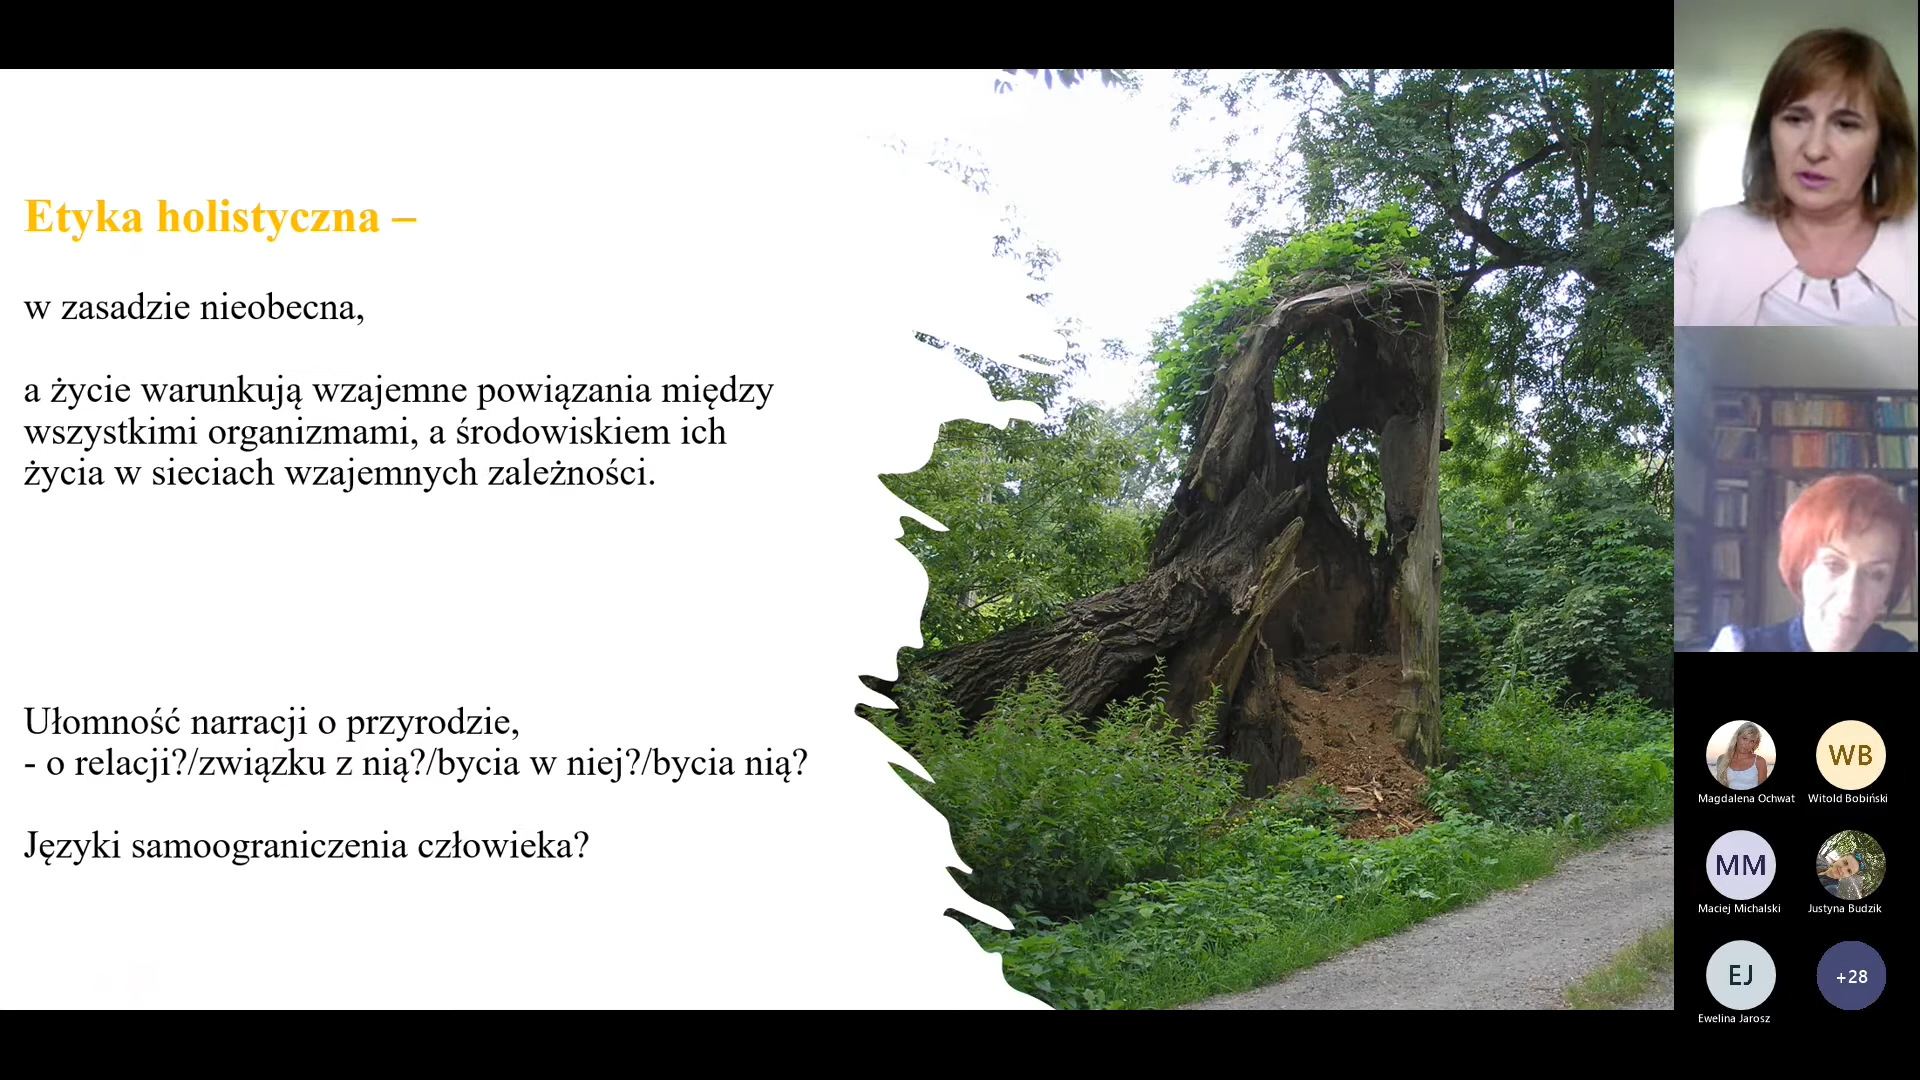 Etyka holistyczna –
w zasadzie nieobecna,
a życie warunkują wzajemne powiązania między
wszystkimi organizmami, a środowiskiem ich
życia w sieciach wzajemnych zależności.
Ułomność narracji o przyrodzie,
- o relacji?/związku z nią?/bycia w niej?/bycia nią?
Języki samoograniczenia człowieka?
Magdalena Ochwat
WB
Witold Bobiński
MM
Maciej Michalski
Justyna Budzik
EJ
Ewelina Jarosz
+28